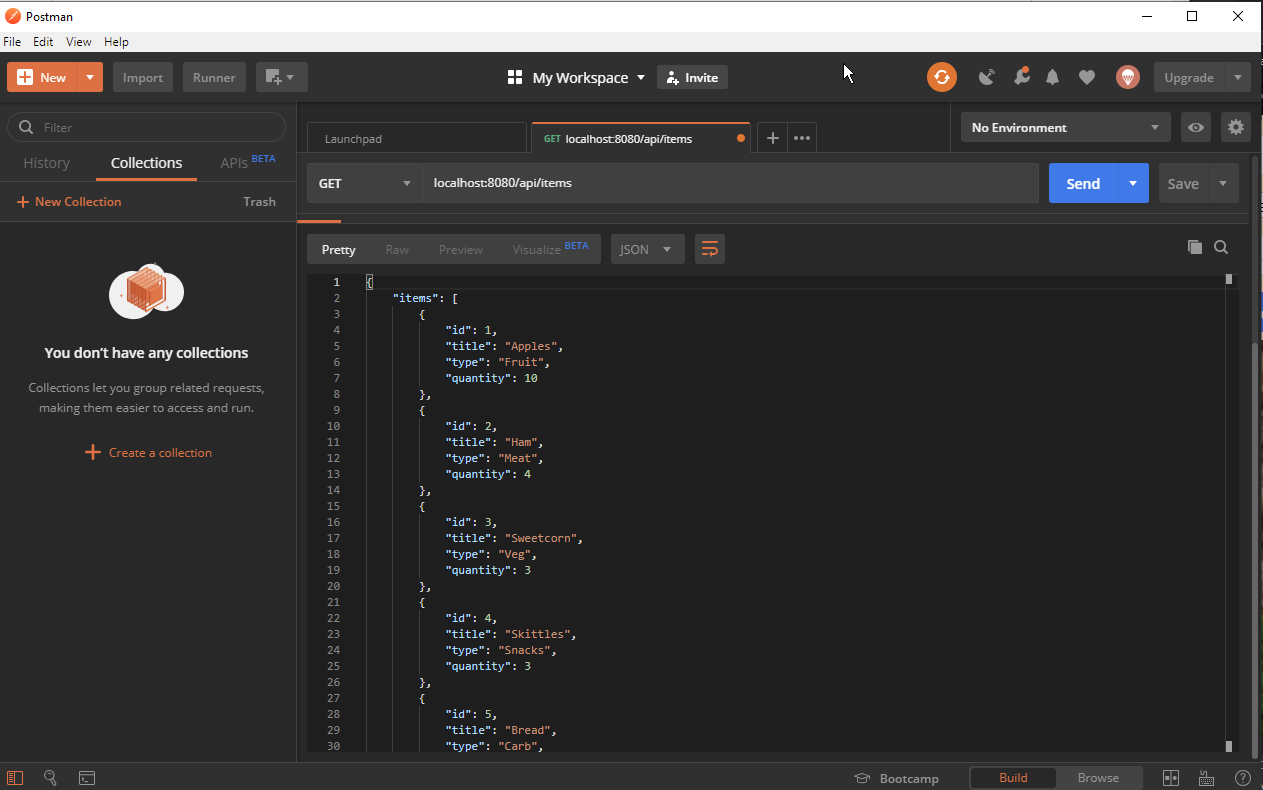 Postman
File Edit View Help
New Import Runner My Workspace Invite Upgrade
Filter
History Collections APIs BETA
New Collection Trash
You don't have any collections
Collections let you group related requests,
making them easier to access and run.
Create a collection
Launchpad GET localhost:8080/api/items No Environment
GET localhost:8080/api/items Send Save
Pretty Raw Preview Visualize BETA JSON
1 {
2 "items": [
3 {
4 "id": 1,
5 "title": "Apples",
6 "type": "Fruit",
7 "quantity": 10
8 },
9 {
10 "id": 2,
11 "title": "Ham",
12 "type": "Meat",
13 "quantity": 4
14 },
15 {
16 "id": 3,
17 "title": "Sweetcorn",
18 "type": "Veg",
19 "quantity": 3
20 },
21 {
22 "id": 4,
23 "title": "Skittles",
24 "type": "Snacks",
25 "quantity": 3
26 },
27 {
28 "id": 5,
29 "title": "Bread",
30 "type": "Carb",
Bootcamp Build Browse